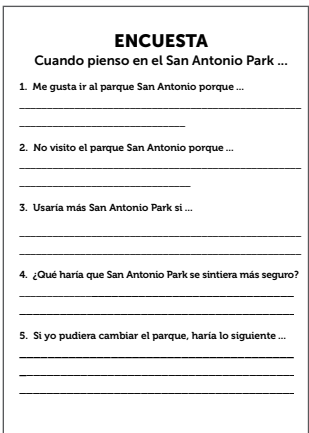 ENCUESTA
Cuando pienso en el San Antonio Park ...
1. Me gusta ir al parque San Antonio porque ...
2. No visito el parque San Antonio porque ...
3. Usaría más San Antonio Park si ...
4. ¿Qué haría que San Antonio Park se sintiera más seguro?
5. Si yo pudiera cambiar el parque, haría lo siguiente ...